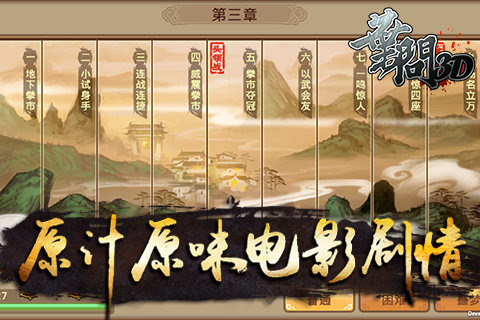 第三章
一 地下拳市
二 小试身手
三 连战连捷
四 威震拳市
头领战
五 拳市夺冠
六 以武会友
七 一鸣惊人
惊四座
名立万
拳门3D
原汁原味电影剧情
27
普通
困难